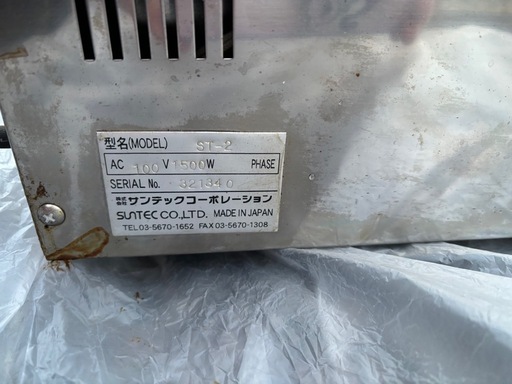 型名(MODEL) ST-2
AC 100 V 1500W PHASE
SERIAL No. 321340
株式会社 サンテックコーポレーション
SUNTEC CO.,LTD. MADE IN JAPAN
TEL 03-5670-1652 FAX 03-5670-1308